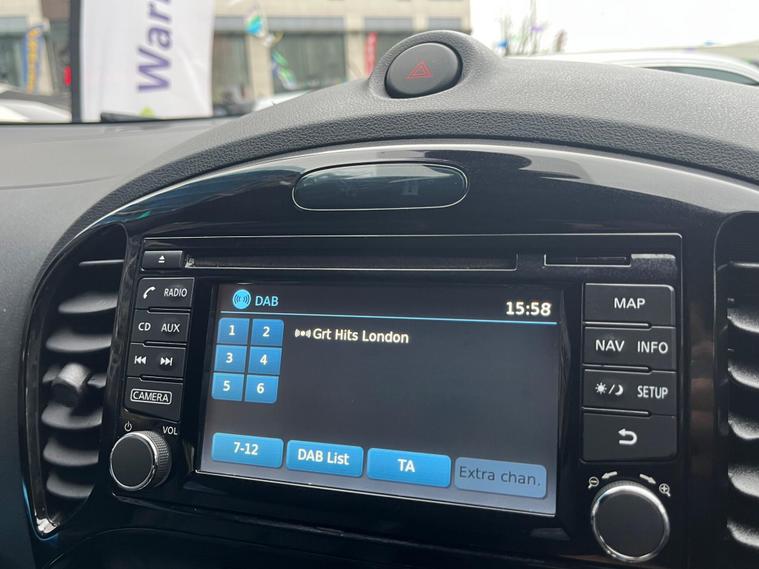 Warr
DAB
15:58
1 2
3 4
5 6
Grt Hits London
7-12
DAB List
TA
Extra chan.
RADIO
CD AUX
CAMERA
VOL
MAP
NAV INFO
SETUP